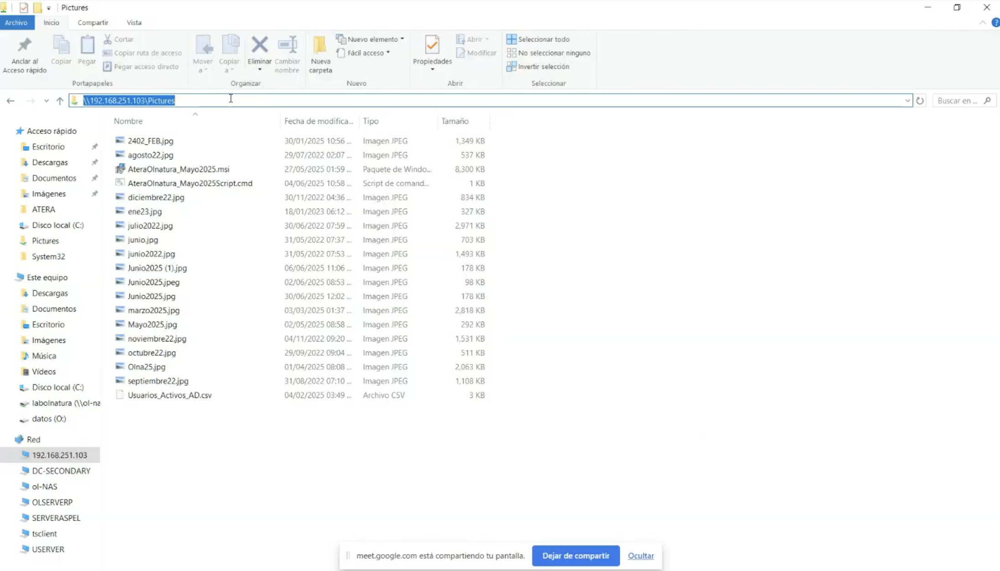 Pictures
Archivo Inicio Compartir Vista
Anclar al Acceso rápido
Copiar
Pegar
Cortar
Copiar ruta de acceso
Pegar acceso directo
Portapapeles
Mover a
Copiar a
Eliminar
Cambiar nombre
Organizar
Nueva carpeta
Nuevo elemento
Fácil acceso
Nuevo
Propiedades
Abrir
Modificar
Abrir
Seleccionar todo
No seleccionar ninguno
Invertir selección
Seleccionar
\\192.168.251.103\Pictures
Buscar en ...
Acceso rápido
Escritorio
Descargas
Documentos
Imágenes
ATERA
Disco local (C:)
Pictures
System32
Este equipo
Descargas
Documentos
Escritorio
Imágenes
Música
Vídeos
Disco local (C:)
labolnatura (\\ol-na
datos (O:)
Red
192.168.251.103
DC-SECONDARY
ol-NAS
OLSERVERP
SERVERASPEL
tsclient
USERVER
Nombre Fecha de modifica... Tipo Tamaño
2402_FEB.jpg 30/01/2025 10:56 ... Imagen JPEG 1,349 KB
agosto22.jpg 29/07/2022 02:07 ... Imagen JPEG 537 KB
AteraOlnatura_Mayo2025.msi 27/05/2025 01:59 ... Paquete de Windo... 8,300 KB
AteraOlnatura_Mayo2025Script.cmd 04/06/2025 10:58 ... Script de comand... 1 KB
diciembre22.jpg 30/11/2022 04:36 ... Imagen JPEG 834 KB
ene23.jpg 18/01/2023 06:12 ... Imagen JPEG 327 KB
julio2022.jpg 30/06/2022 07:59 ... Imagen JPEG 2,971 KB
junio.jpg 31/05/2022 07:37 ... Imagen JPEG 703 KB
junio2022.jpg 31/05/2022 07:53 ... Imagen JPEG 1,493 KB
Junio2025 (1).jpg 06/06/2025 11:06 ... Imagen JPEG 178 KB
Junio2025.jpeg 02/06/2025 08:53 ... Imagen JPEG 98 KB
Junio2025.jpg 30/06/2025 12:02 ... Imagen JPEG 178 KB
marzo2025.jpg 03/03/2025 01:37 ... Imagen JPEG 2,818 KB
Mayo2025.jpg 02/05/2025 08:58 ... Imagen JPEG 292 KB
noviembre22.jpg 04/11/2022 09:20 ... Imagen JPEG 1,531 KB
octubre22.jpg 29/09/2022 09:04 ... Imagen JPEG 511 KB
Olna25.jpg 01/04/2025 08:08 ... Imagen JPEG 2,063 KB
septiembre22.jpg 31/08/2022 07:10 ... Imagen JPEG 1,108 KB
Usuarios_Activos_AD.csv 04/02/2025 03:49 ... Archivo CSV 3 KB
meet.google.com está compartiendo tu pantalla. Dejar de compartir Ocultar